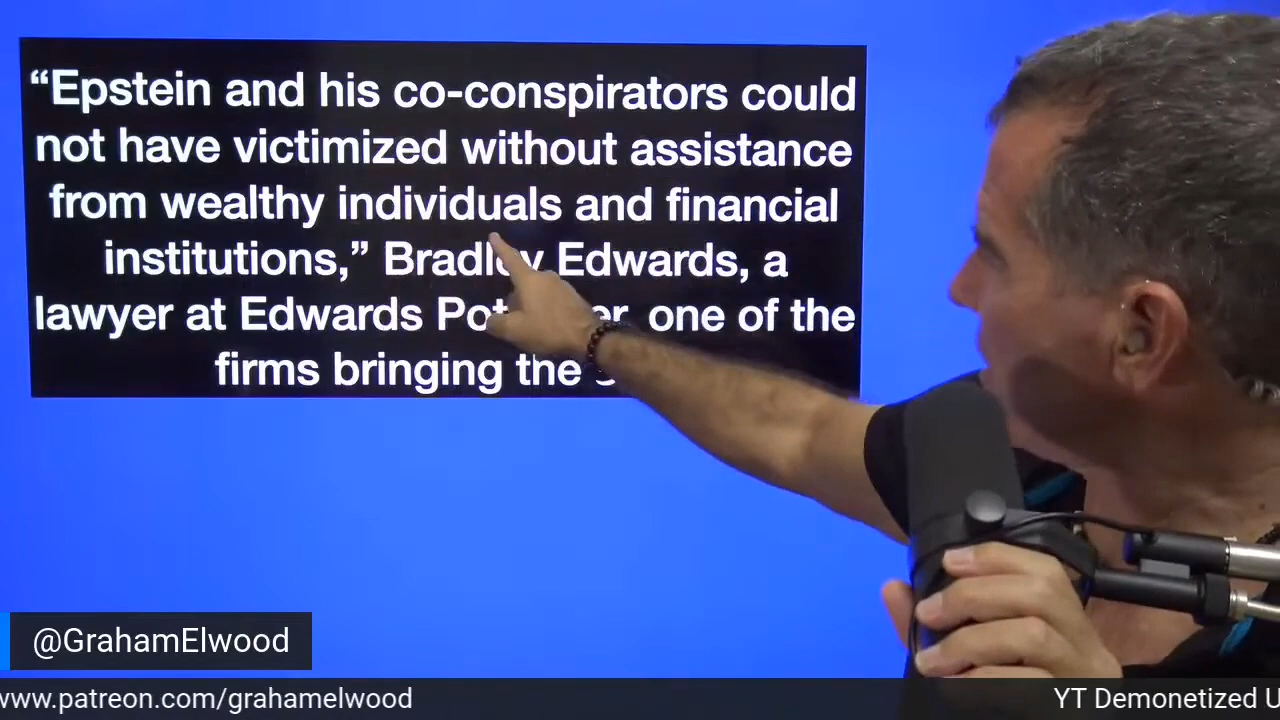 “Epstein and his co-conspirators could
not have victimized without assistance
from wealthy individuals and financial
institutions,” Edwards, a
lawyer at Edwards one of the
firms bringing the
@GrahamElwood
www.patreon.com/grahamelwood
YT Demonetized